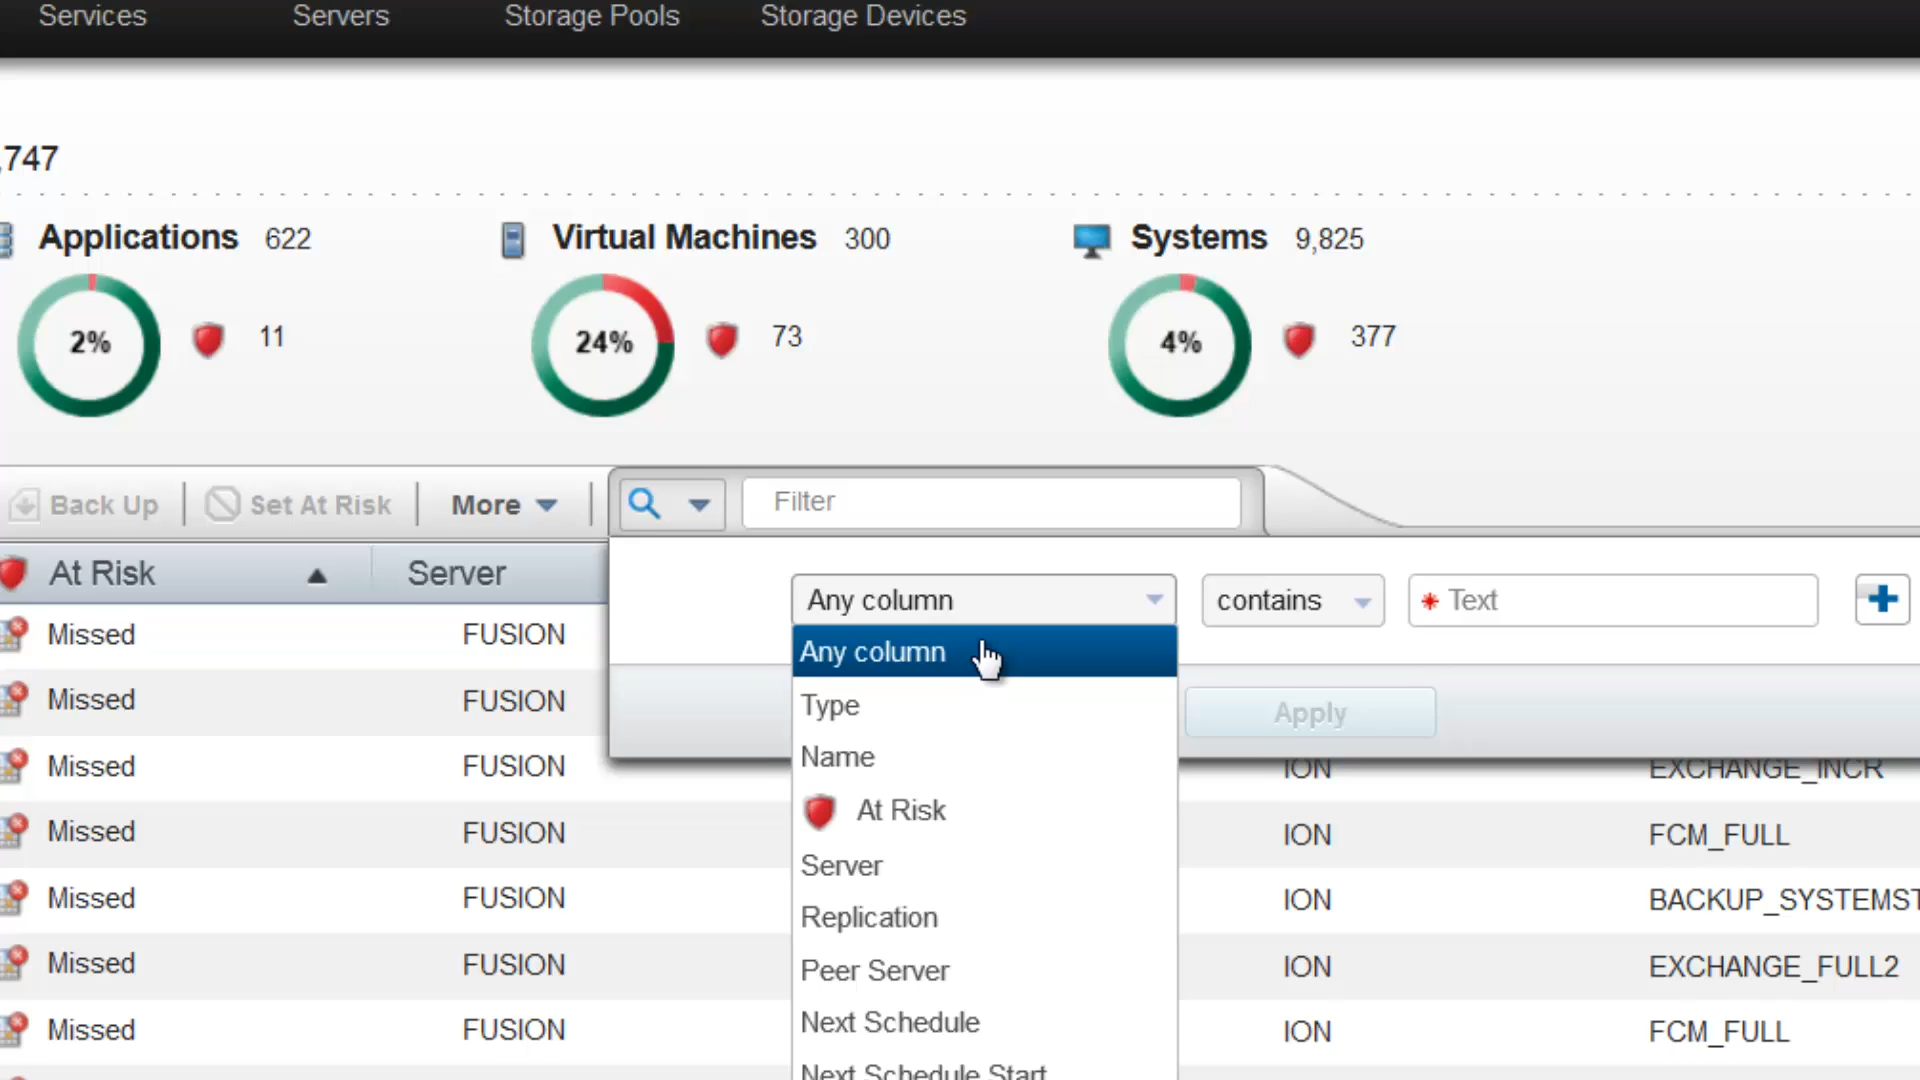 Services Servers Storage Pools Storage Devices
,747
Applications 622 Virtual Machines 300 Systems 9,825
2% 11 24% 73 4% 377
Back Up Set At Risk More Filter
At Risk Server Any column contains * Text
Missed FUSION Any column
Missed FUSION Type Apply
Missed FUSION Name ION EXCHANGE_INCR
Missed FUSION At Risk ION FCM_FULL
Missed FUSION Server ION BACKUP_SYSTEMST
Replication
Missed FUSION Peer Server ION EXCHANGE_FULL2
Missed FUSION Next Schedule ION FCM_FULL
Next Schedule Start